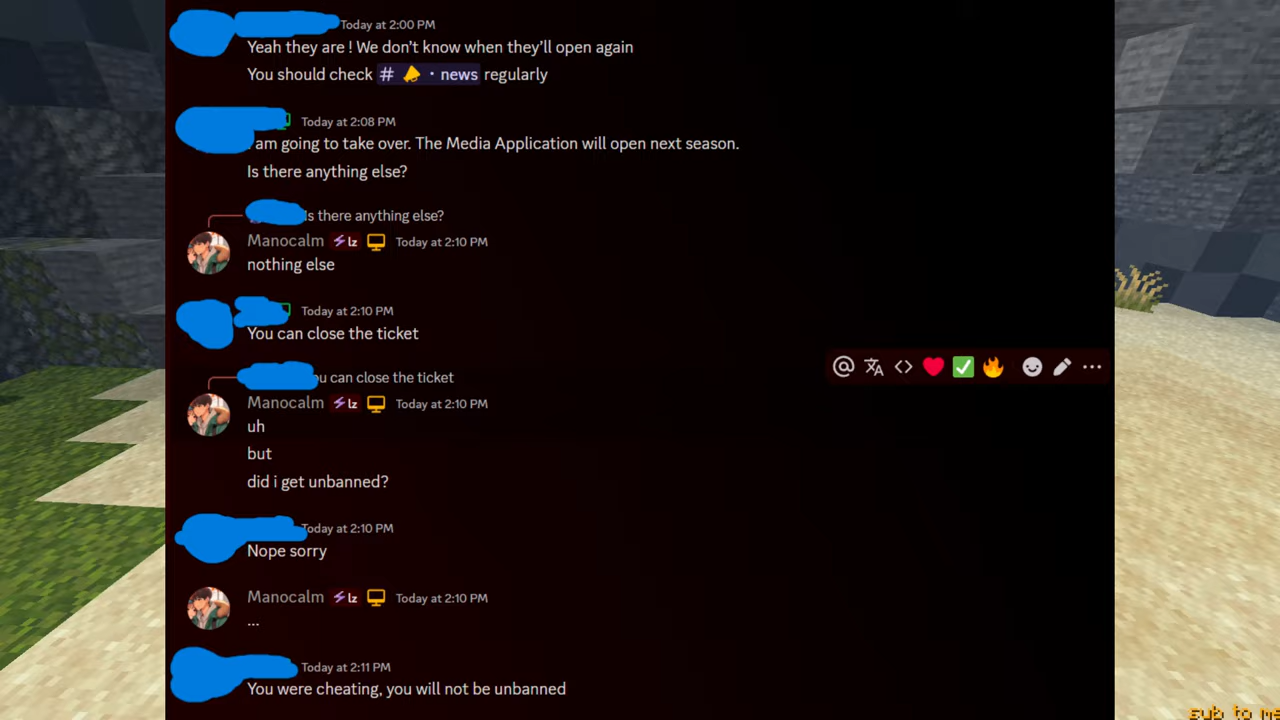 Today at 2:00 PM
Yeah they are ! We don't know when they'll open again
You should check # · news regularly
Today at 2:08 PM
am going to take over. The Media Application will open next season.
Is there anything else?
Is there anything else?
Manocalm lz Today at 2:10 PM
nothing else
Today at 2:10 PM
You can close the ticket
ou can close the ticket
Manocalm lz Today at 2:10 PM
uh
but
did i get unbanned?
Today at 2:10 PM
Nope sorry
Manocalm lz Today at 2:10 PM
...
Today at 2:11 PM
You were cheating, you will not be unbanned
sub to me